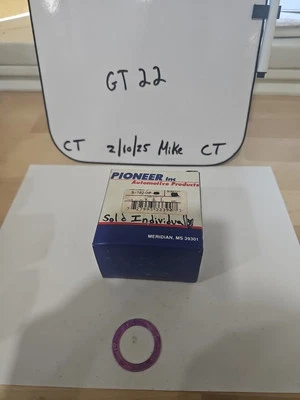 GT 22
CT 2/10/25 Mike CT
PIONEER Inc
Automotive Products
Sold Individually
MERIDIAN, MS 39301